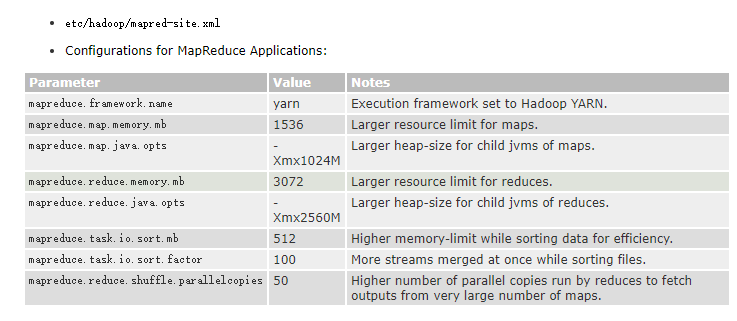 etc/hadoop/mapred-site.xml
Configurations for MapReduce Applications:
Parameter Value Notes
mapreduce.framework.name yarn Execution framework set to Hadoop YARN.
mapreduce.map.memory.mb 1536 Larger resource limit for maps.
mapreduce.map.java.opts - Larger heap-size for child jvms of maps.
Xmx1024M
mapreduce.reduce.memory.mb 3072 Larger resource limit for reduces.
mapreduce.reduce.java.opts - Larger heap-size for child jvms of reduces.
Xmx2560M
mapreduce.task.io.sort.mb 512 Higher memory-limit while sorting data for efficiency.
mapreduce.task.io.sort.factor 100 More streams merged at once while sorting files.
mapreduce.reduce.shuffle.parallelcopies 50 Higher number of parallel copies run by reduces to fetch
outputs from very large number of maps.